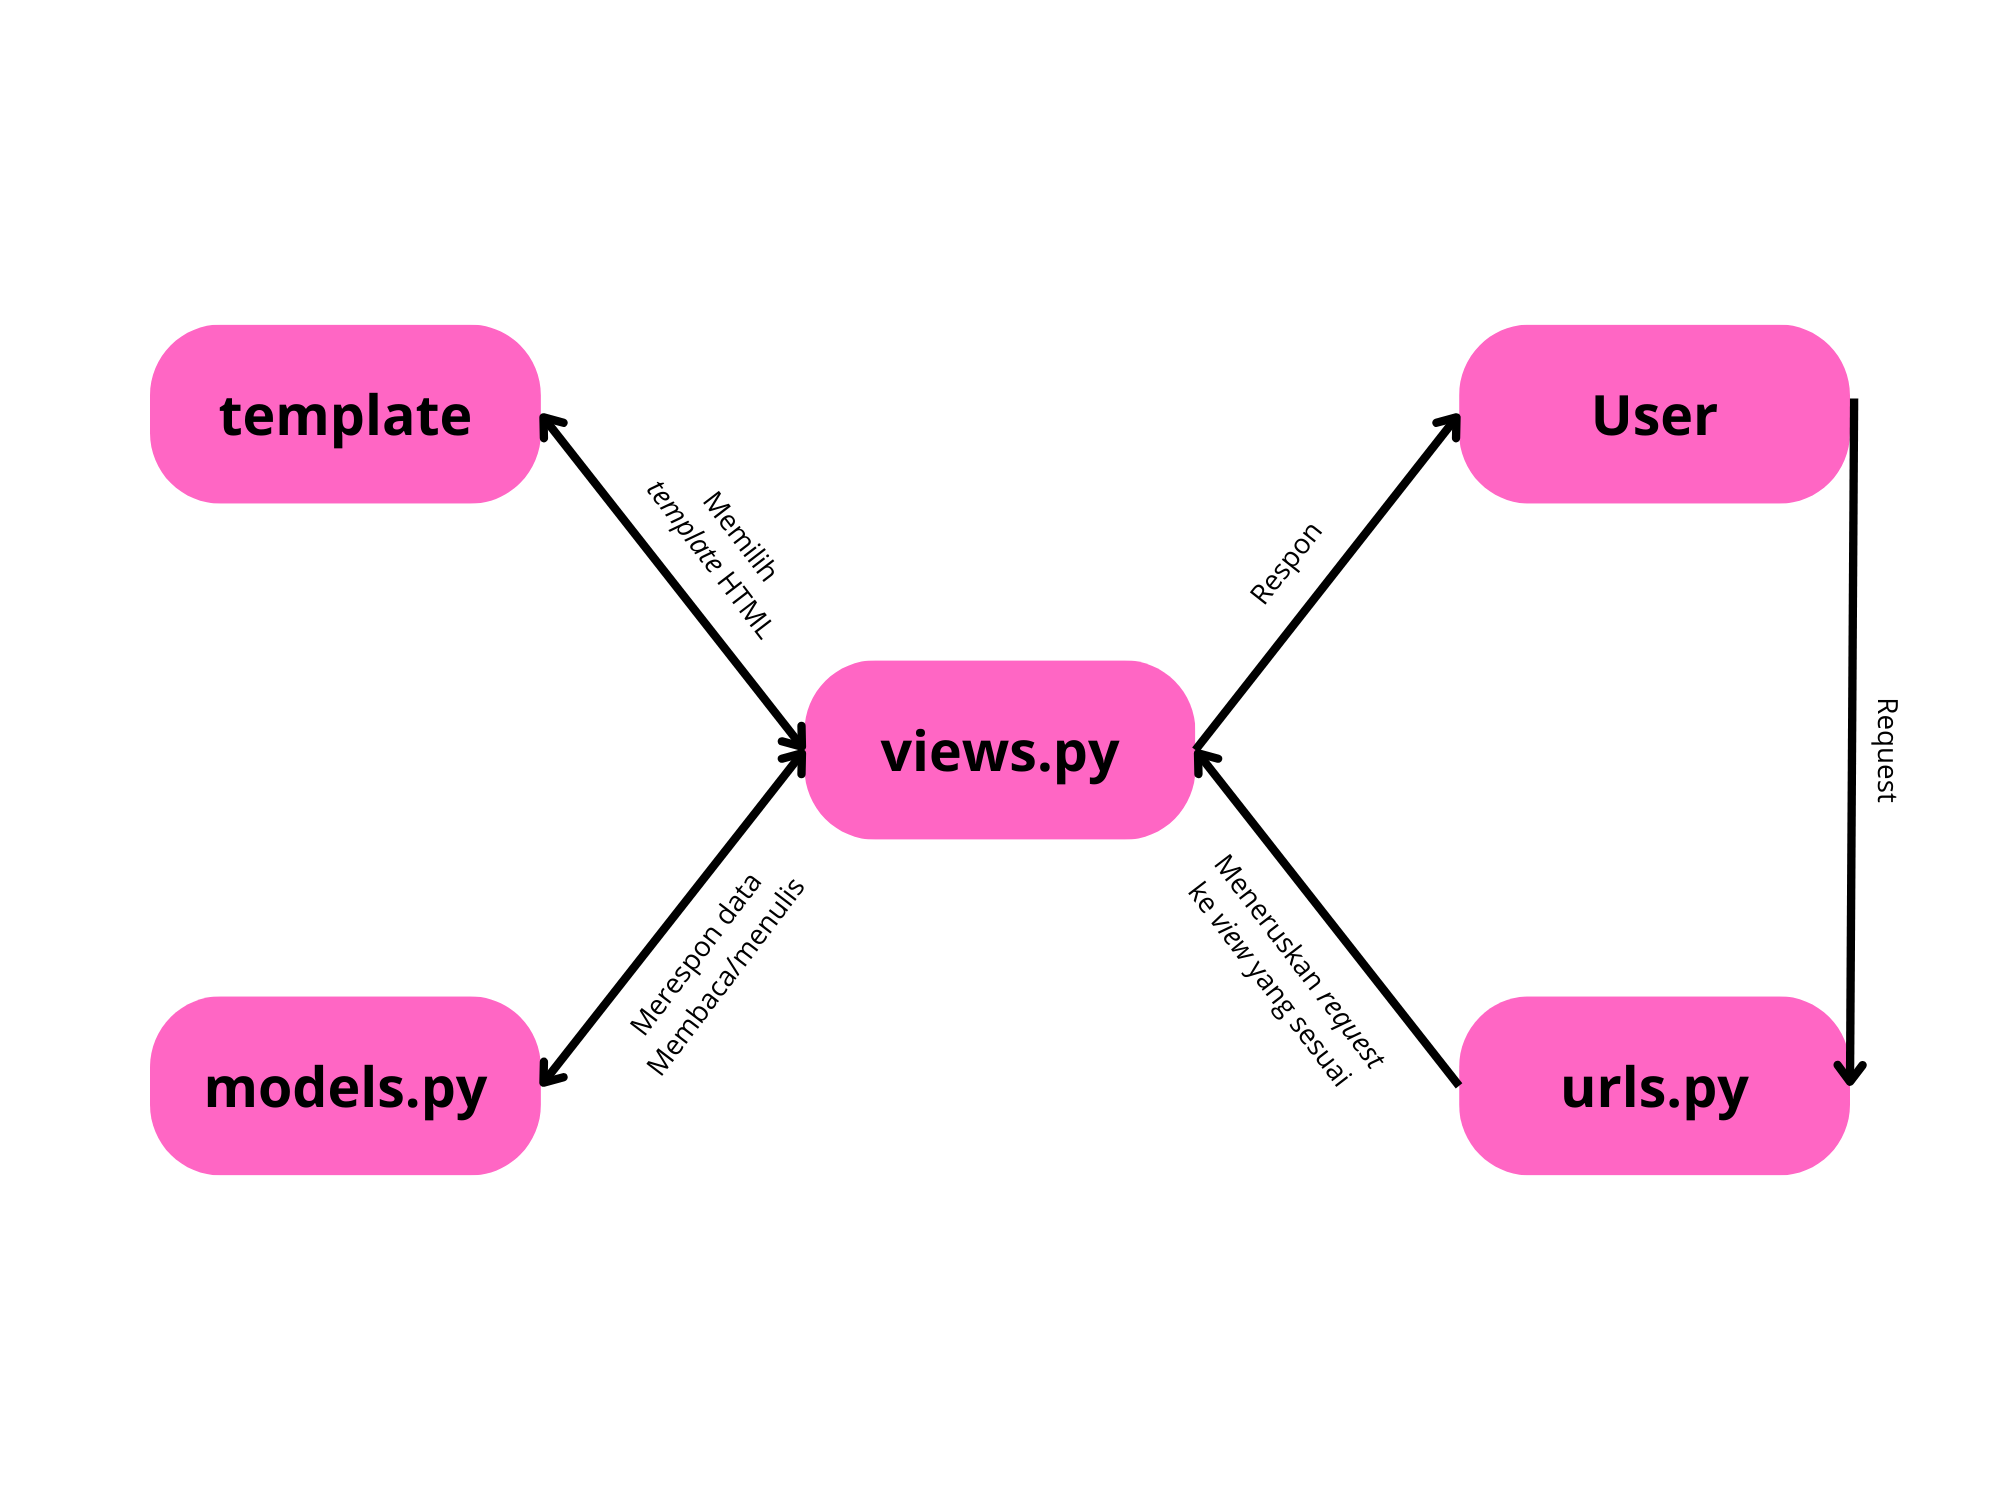 template
User
Memilih
template HTML
Respon
views.py
Request
Merespon data
Membaca/menulis
Meneruskan request
ke view yang sesuai
models.py
urls.py